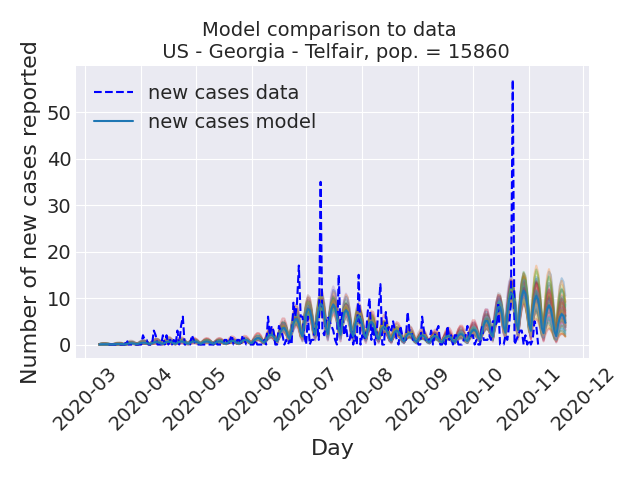 Model comparison to data
US - Georgia - Telfair, pop. = 15860
Number of new cases reported
50
40
30
20
10
0
new cases data
new cases model
2020-03
2020-04
2020-05
2020-06
2020-07
2020-08
2020-09
2020-10
2020-11
2020-12
Day